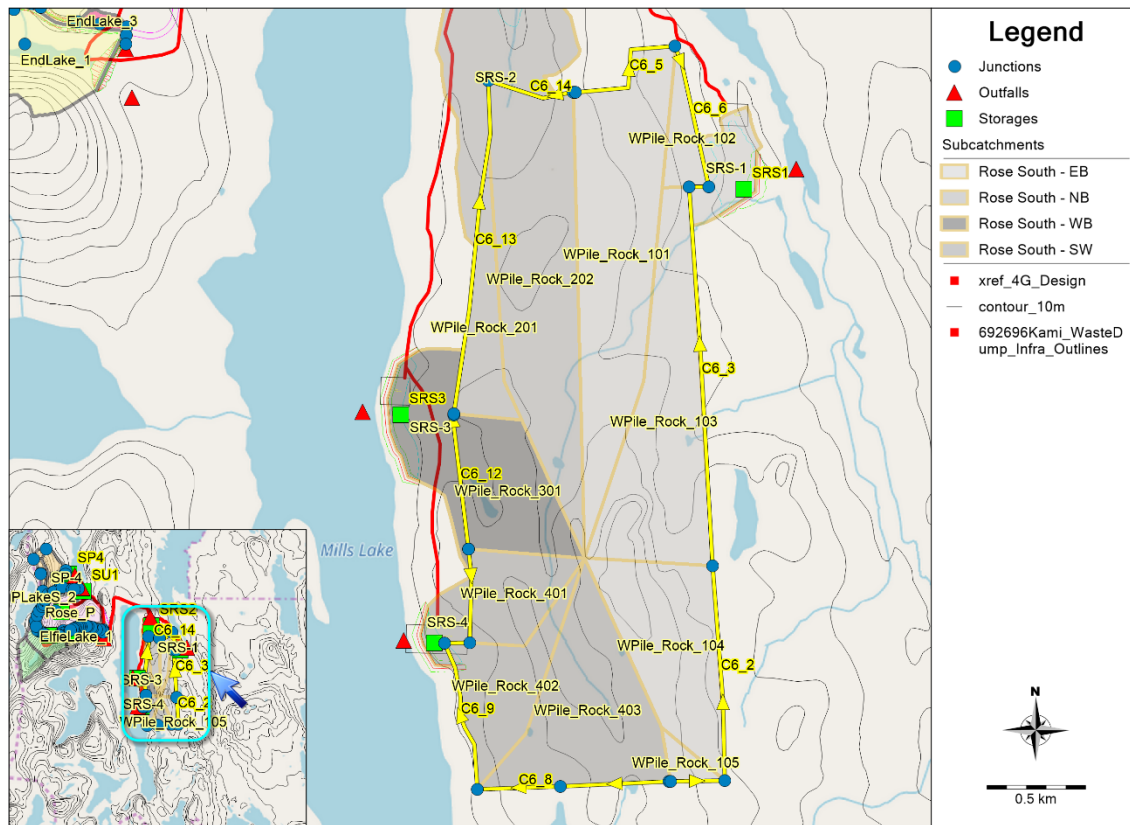 EndLake_3
EndLake_1
SRS-2
C6_14
C6_5
C6_6
WPile_Rock_102
SRS-1
SRS1
C6_13
WPile_Rock_101
WPile_Rock_202
WPile_Rock_201
C6_3
SRS3
SRS-3
WPile_Rock_103
C6_12
WPile_Rock_301
Mills Lake
WPile_Rock_401
SRS-4
WPile_Rock_104
C6_2
WPile_Rock_402
C6_9
WPile_Rock_403
WPile_Rock_105
C6_8
SP4
SP-4
SU1
PLakeS_2
Rose_P
SRS2
ElfieLake_1
C6_14
SRS-1
C6_3
SRS-3
SRS-4
C6_2
WPile_Rock_105
Legend
Junctions
Outfalls
Storages
Subcatchments
Rose South - EB
Rose South - NB
Rose South - WB
Rose South - SW
xref_4G_Design
contour_10m
692696Kami_WasteD
ump_Infra_Outlines
N
0.5 km